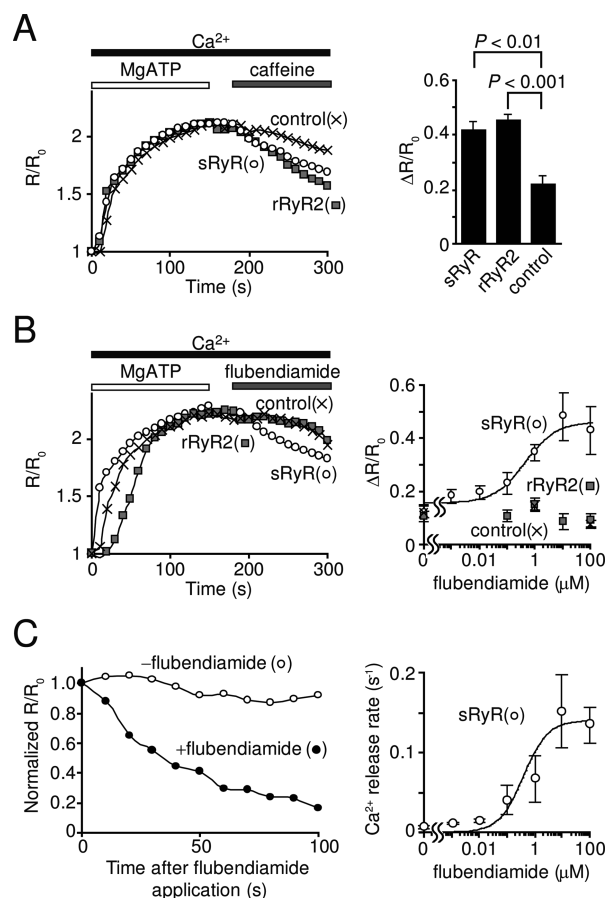 A
Ca²⁺
MgATP
caffeine
control(×)
sRyR(○)
rRyR2(■)
R/R₀
2
1.5
1
0
100
200
300
Time (s)
P < 0.01
P < 0.001
ΔR/R₀
0.6
0.4
0.2
0
sRyR
rRyR2
control
B
Ca²⁺
MgATP
flubendiamide
control(×)
rRyR2(■)
sRyR(○)
R/R₀
2
1.5
1
0
100
200
300
Time (s)
ΔR/R₀
0.6
0.4
0.2
0
sRyR(○)
rRyR2(■)
control(×)
0
0.01
1
100
flubendiamide (μM)
C
–flubendiamide (○)
+flubendiamide (●)
Normalized R/R₀
1.0
0.8
0.6
0.4
0.2
0
0
50
100
Time after flubendiamide
application (s)
Ca²⁺ release rate (s⁻¹)
0.2
0.1
0
sRyR(○)
0
0.01
1
100
flubendiamide (μM)